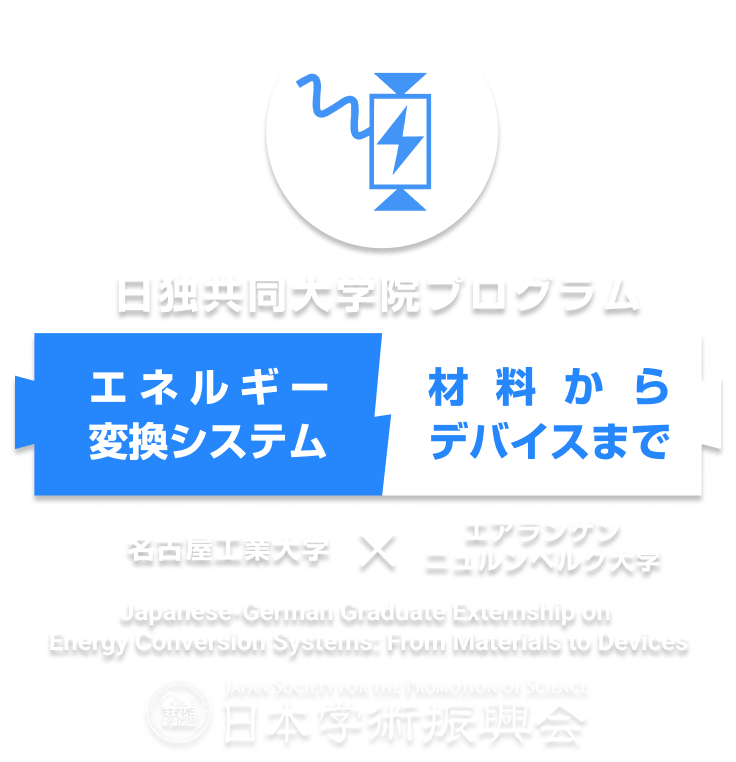 日独共同大学院プログラム
エネルギー
変換システム
材料から
デバイスまで
名古屋工業大学 × エアランゲン
ニュルンベルク大学
Japanese-German Graduate Externship on
Energy Conversion Systems: From Materials to Devices
JAPAN SOCIETY FOR THE PROMOTION OF SCIENCE
日本学術振興会